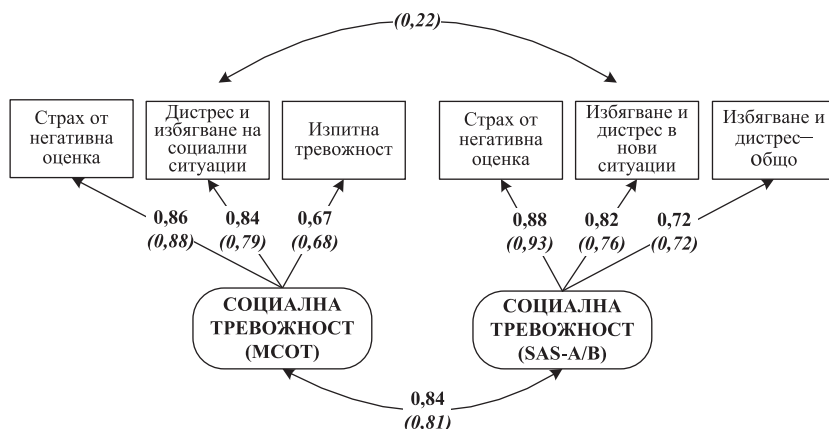 (0,22)
Страх от
негативна
оценка
Дистрес и
избягване на
социални
ситуации
Изпитна
тревожност
Страх от
негативна
оценка
Избягване и
дистрес в
нови
ситуации
Избягване и
дистрес–
Общо
0,86
(0,88)
0,84
(0,79)
0,67
(0,68)
0,88
(0,93)
0,82
(0,76)
0,72
(0,72)
СОЦИАЛНА
ТРЕВОЖНОСТ
(МСОТ)
СОЦИАЛНА
ТРЕВОЖНОСТ
(SAS-A/B)
0,84
(0,81)